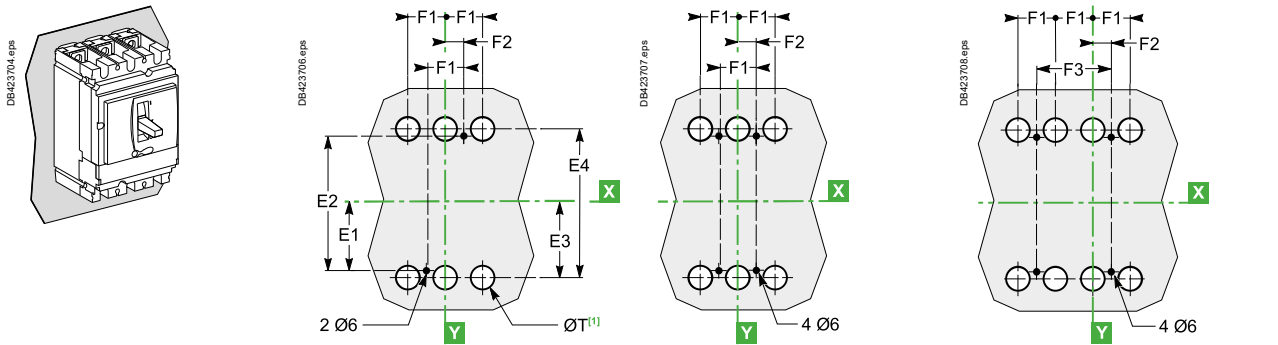 DB423704.eps
DB423706.eps
F1 F1
F2
F1
E2
E1
E4
E3
X
2 Ø6
ØT[1]
Y
DB423707.eps
F1 F1
F2
F1
X
4 Ø6
Y
DB423708.eps
F1 F1 F1
F2
F3
X
4 Ø6
Y